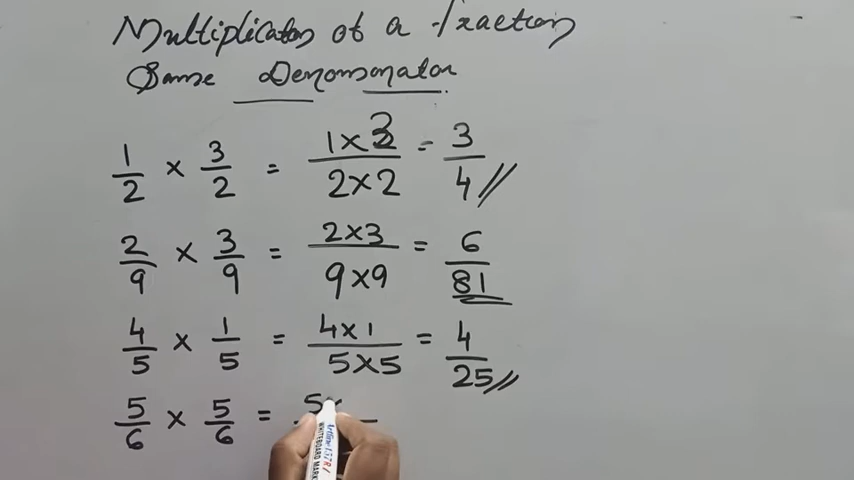 Multiplication of a fraction
Same Denominator
1/2 × 3/2 = 1×3/2×2 = 3/4
2/9 × 3/9 = 2×3/9×9 = 6/81
4/5 × 1/5 = 4×1/5×5 = 4/25
5/6 × 5/6 = 5×
WHITEBOARD MARK